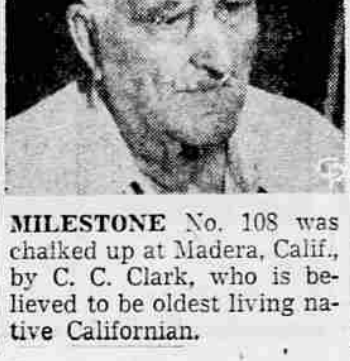 MILESTONE No. 108 was
chalked up at Madera, Calif.,
by C. C. Clark, who is be-
lieved to be oldest living na-
tive Californian.